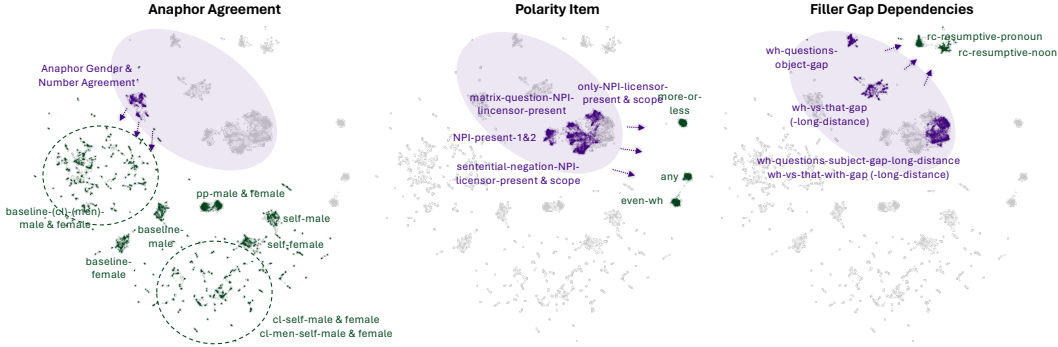 Anaphor Agreement
Anaphor Gender &
Number Agreement
baseline-(cl)-(men)-
male & female
baseline-
male
baseline-
female
pp-male & female
self-male
self-female
cl-self-male & female
cl-men-self-male & female
Polarity Item
only-NPI-licensor-
present & scope
matrix-question-NPI-
lincensor-present
more-or-
less
NPI-present-1&2
sentential-negation-NPI-
licensor-present & scope
any
even-wh
Filler Gap Dependencies
wh-questions-
object-gap
rc-resumptive-pronoun
rc-resumptive-noon
wh-vs-that-gap
(-long-distance)
wh-questions-subject-gap-long-distance
wh-vs-that-with-gap (-long-distance)